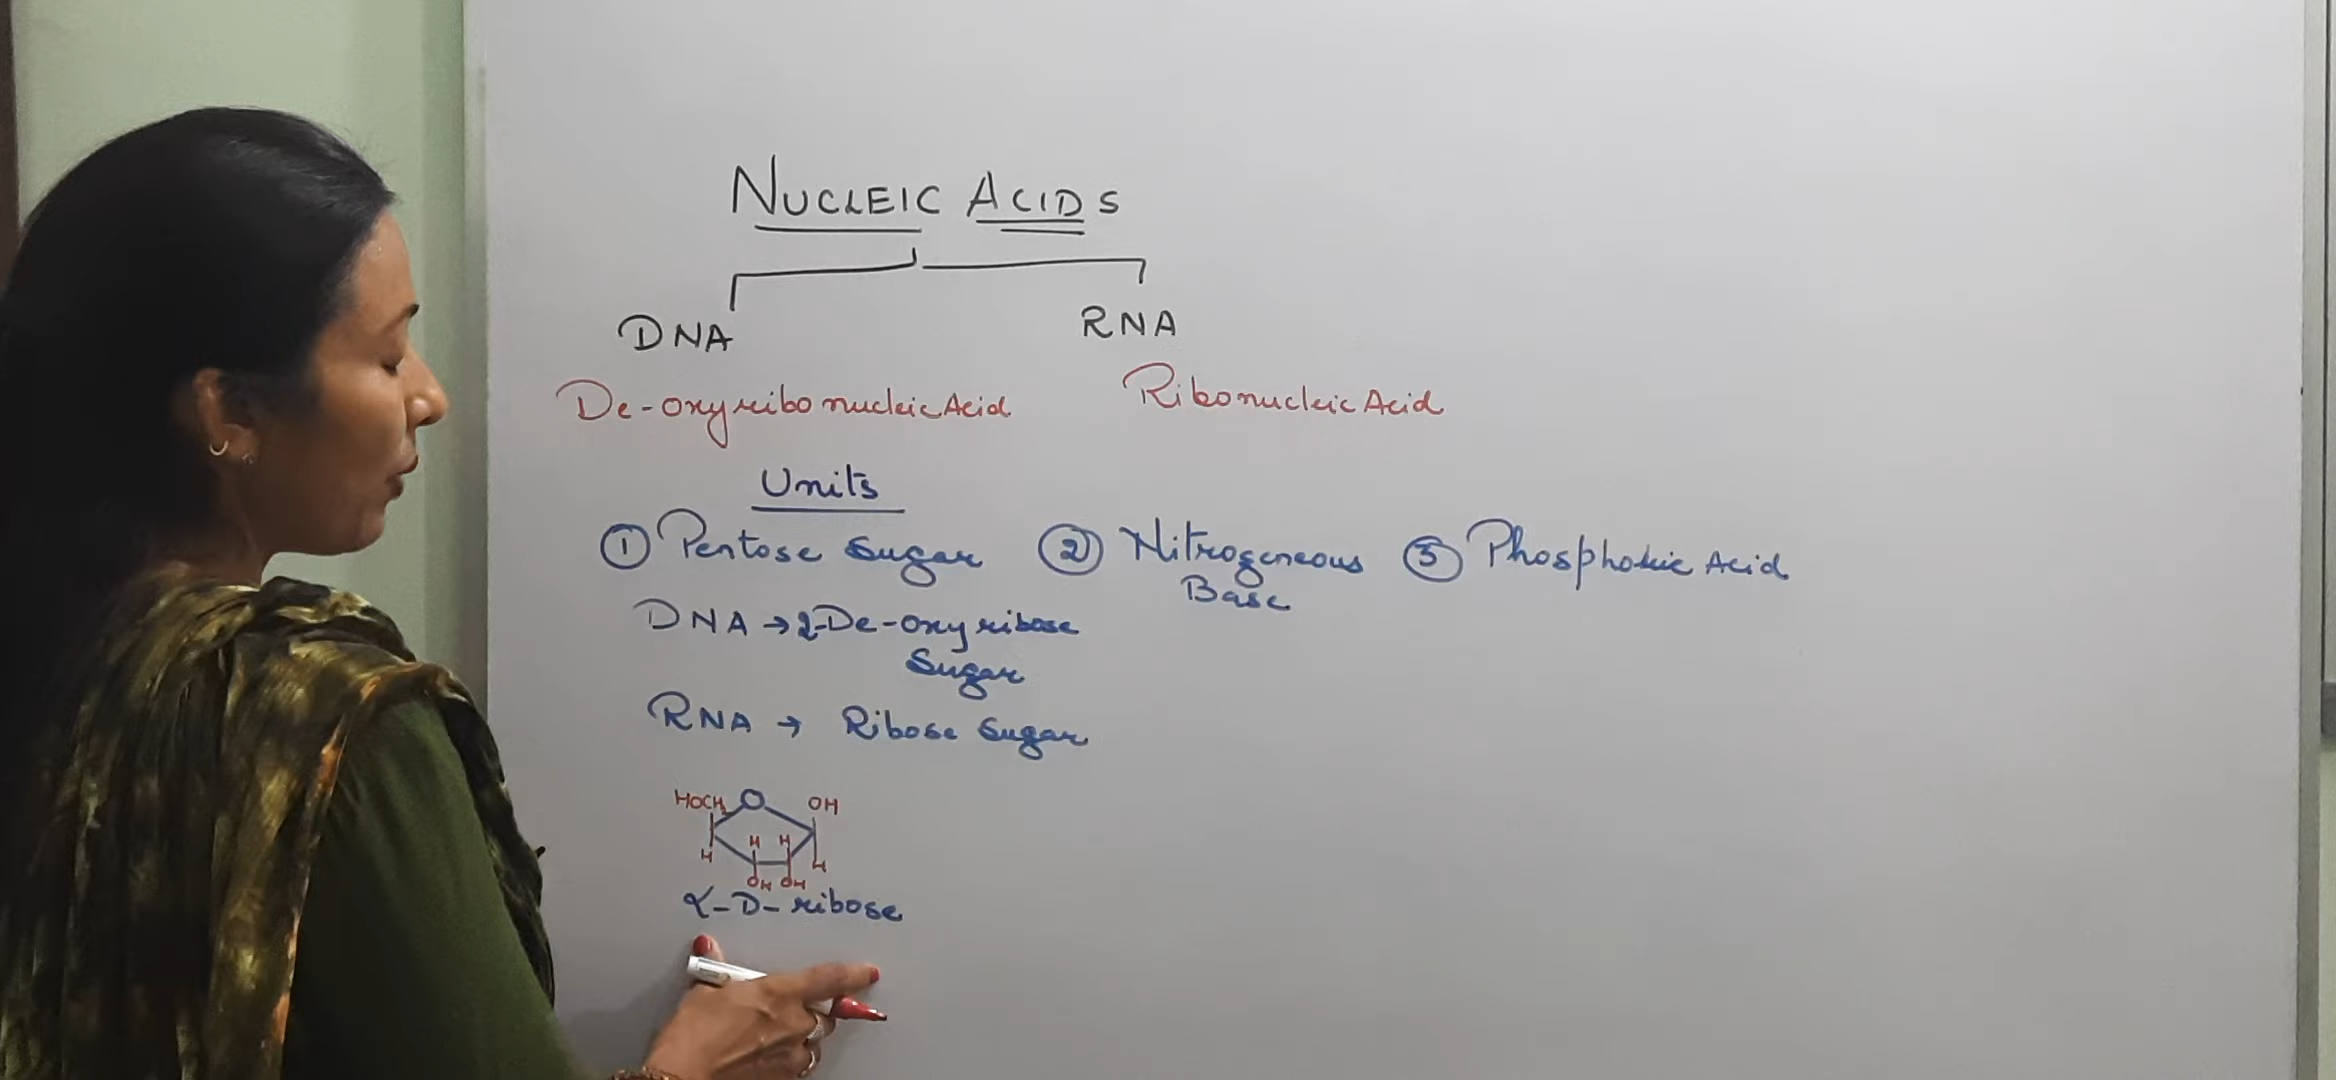 NUCLEIC ACIDS
DNA RNA
De-oxyribonucleic Acid Ribonucleic Acid
Units
① Pentose Sugar ② Nitrogeneous Base ③ Phosphoric Acid
DNA → 2-De-oxyribose
Sugar
RNA → Ribose Sugar
HOCH2 O OH
H H H H
OH OH
α-D-ribose